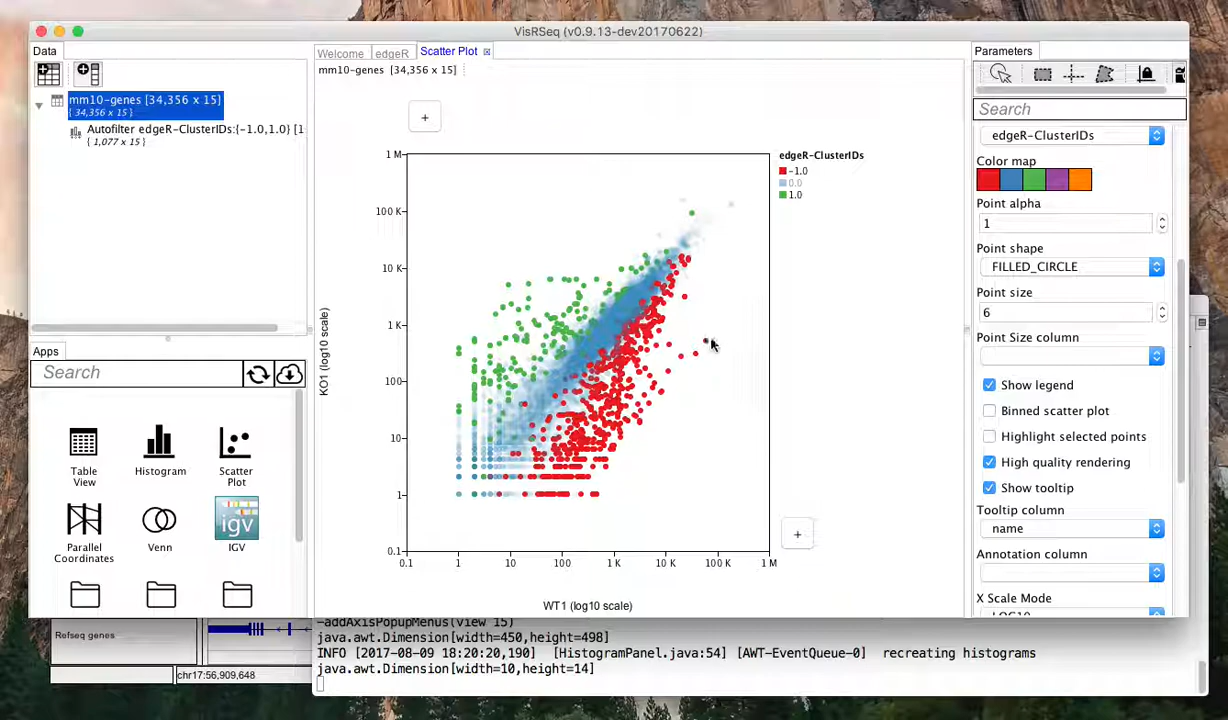 VisRSeq (v0.9.13-dev20170622)
Data
mm10-genes [34,356 x 15]
{ 34,356 x 15 }
Autofilter edgeR-ClusterIDs:{-1.0,1.0} [1
{ 1,077 x 15 }
Apps
Search
Table
View
Histogram
Scatter
Plot
Parallel
Coordinates
Venn
igv
IGV
Welcome
edgeR
Scatter Plot
mm10-genes [34,356 x 15]
+
1 M
100 K
10 K
1 K
100
10
1
0.1
KO1 (log10 scale)
0.1
1
10
100
1 K
10 K
100 K
1 M
WT1 (log10 scale)
edgeR-ClusterIDs
-1.0
0.0
1.0
+
Parameters
Search
edgeR-ClusterIDs
Color map
Point alpha
1
Point shape
FILLED_CIRCLE
Point size
6
Point Size column
Show legend
Binned scatter plot
Highlight selected points
High quality rendering
Show tooltip
Tooltip column
name
Annotation column
X Scale Mode
LOG10
Refseq genes
chr17:56,909,648
-addAxisPopupMenus(view 15)
java.awt.Dimension[width=450,height=498]
INFO [2017-08-09 18:20:20,190] [HistogramPanel.java:54] [AWT-EventQueue-0] recreating histograms
java.awt.Dimension[width=10,height=14]